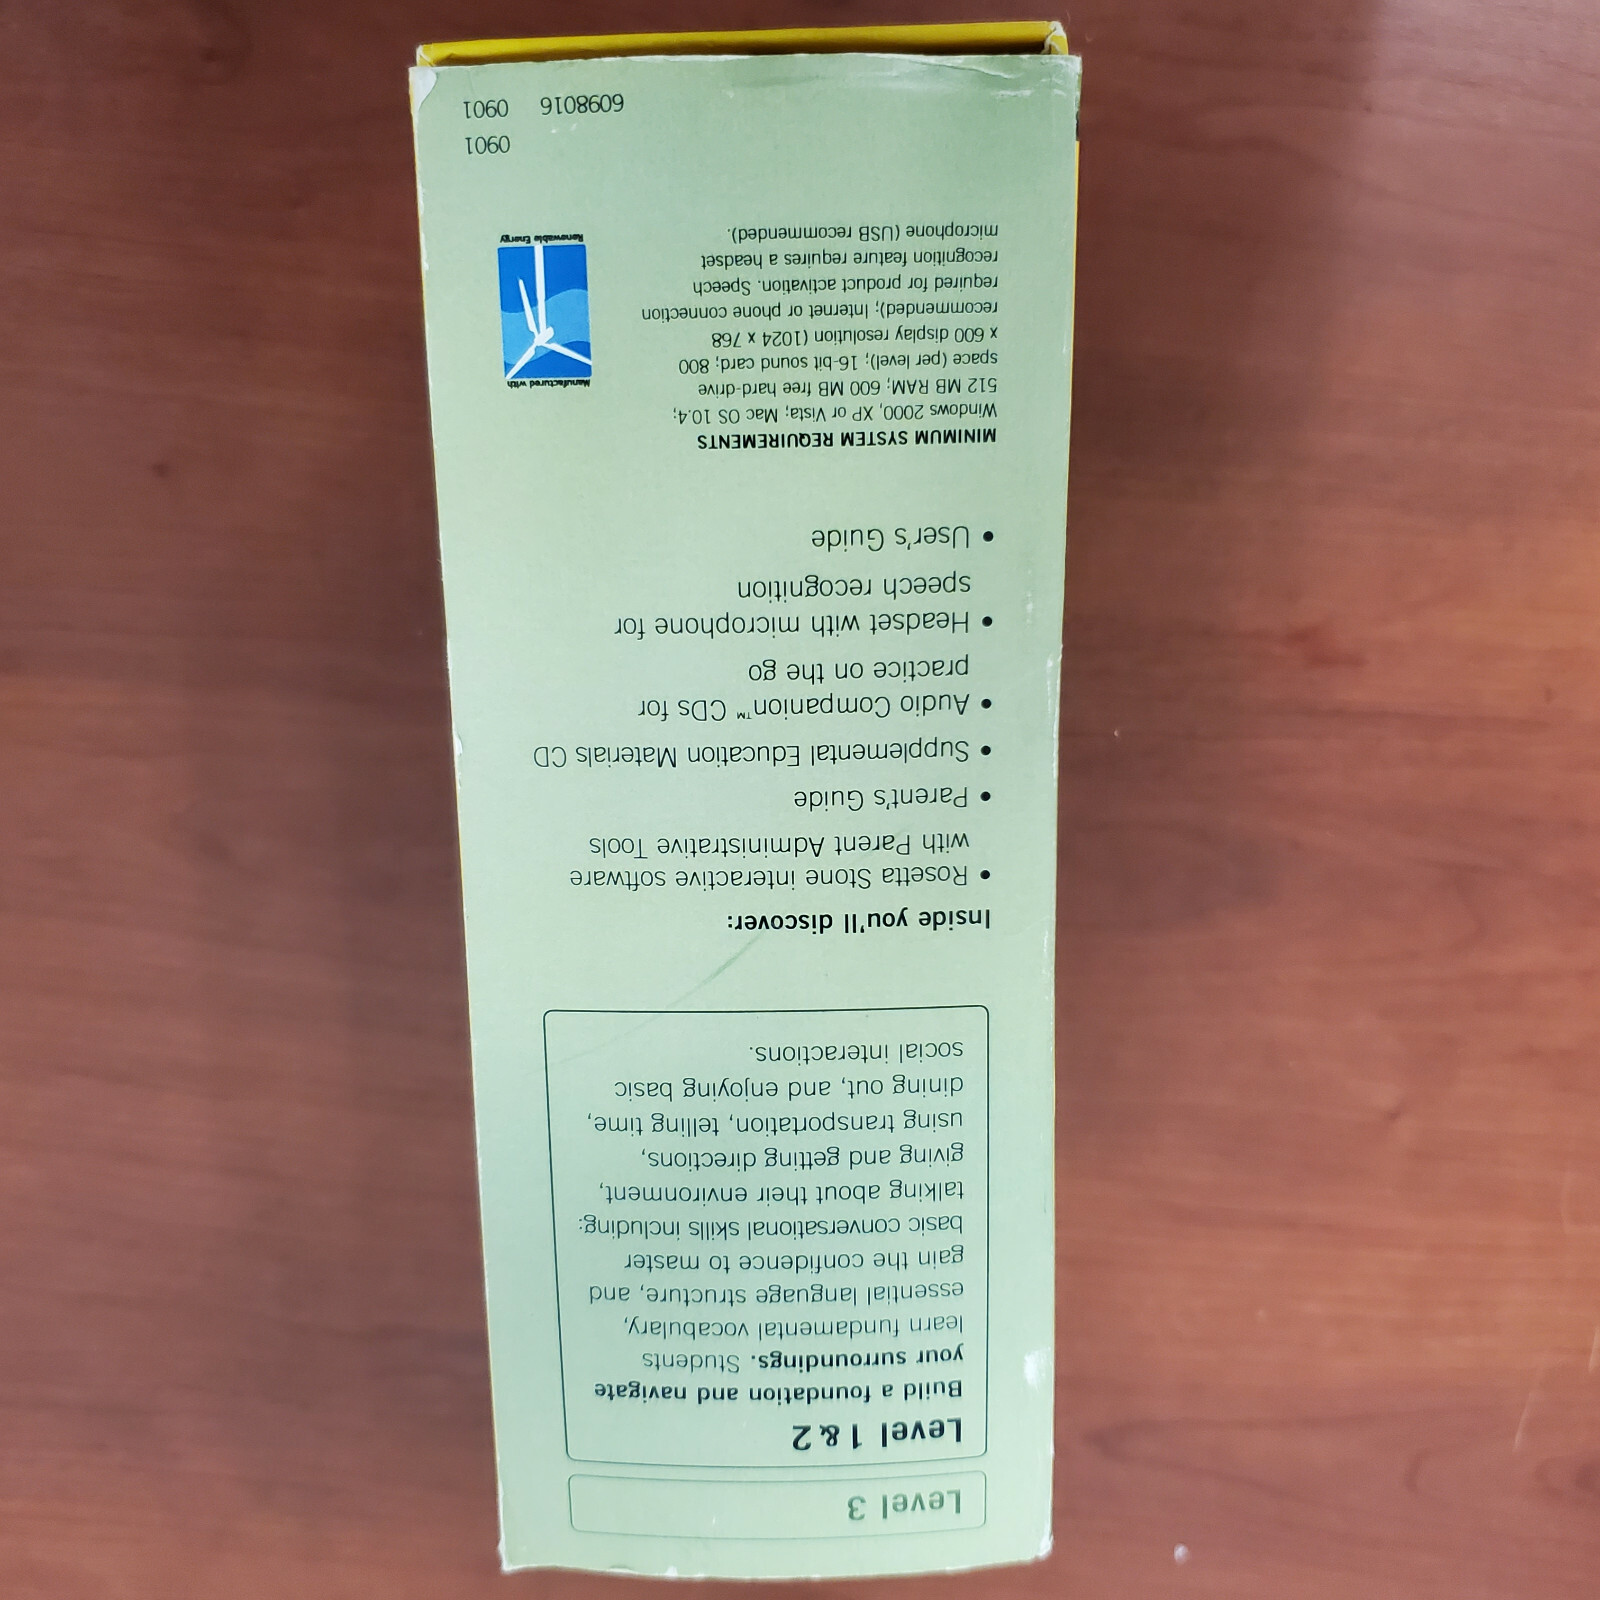 Level 3
Level 1 & 2
Build a foundation and navigate
your surroundings. Students
learn fundamental vocabulary,
essential language structure, and
gain the confidence to master
basic conversational skills including:
talking about their environment,
giving and getting directions,
using transportation, telling time,
dining out, and enjoying basic
social interactions.
Inside you'll discover:
• Rosetta Stone interactive software
with Parent Administrative Tools
• Parent's Guide
• Supplemental Education Materials CD
• Audio Companion™ CDs for
practice on the go
• Headset with microphone for
speech recognition
• User's Guide
MINIMUM SYSTEM REQUIREMENTS
Windows 2000, XP or Vista; Mac OS 10.4;
512 MB RAM; 600 MB free hard-drive
space (per level); 16-bit sound card; 800
x 600 display resolution (1024 x 768
recommended); Internet or phone connection
required for product activation. Speech
recognition feature requires a headset
microphone (USB recommended).
Manufactured with
Renewable Energy
0901
6098016 0901